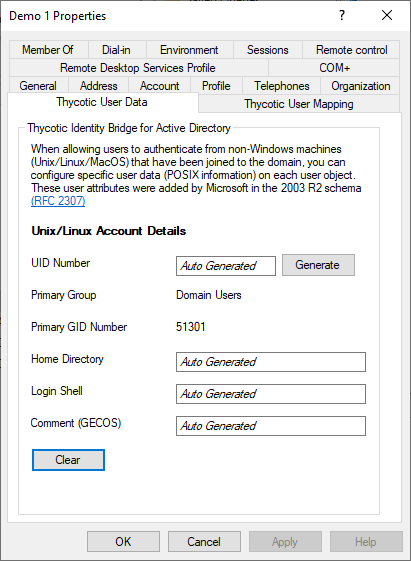 Demo 1 Properties
?
Member Of
Dial-in
Environment
Sessions
Remote control
Remote Desktop Services Profile
COM+
General
Address
Account
Profile
Telephones
Organization
Thycotic User Data
Thycotic User Mapping
Thycotic Identity Bridge for Active Directory
When allowing users to authenticate from non-Windows machines
(Unix/Linux/MacOS) that have been joined to the domain, you can
configure specific user data (POSIX information) on each user object.
These user attributes were added by Microsoft in the 2003 R2 schema
(RFC 2307)
Unix/Linux Account Details
UID Number
Auto Generated
Generate
Primary Group
Domain Users
Primary GID Number
51301
Home Directory
Auto Generated
Login Shell
Auto Generated
Comment (GECOS)
Auto Generated
Clear
OK
Cancel
Apply
Help